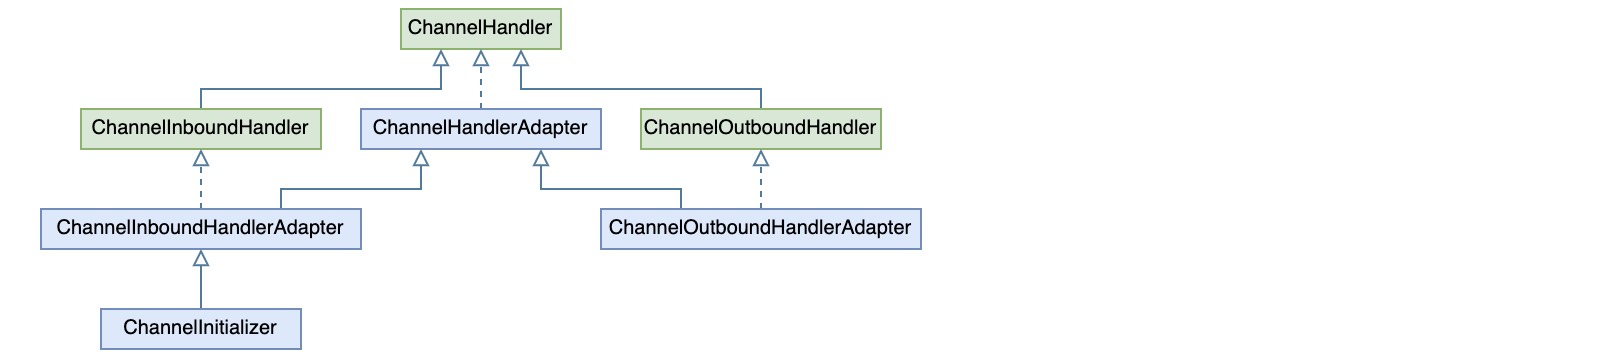 ChannelHandler
ChannelInboundHandler
ChannelHandlerAdapter
ChannelOutboundHandler
ChannelInboundHandlerAdapter
ChannelOutboundHandlerAdapter
ChannelInitializer